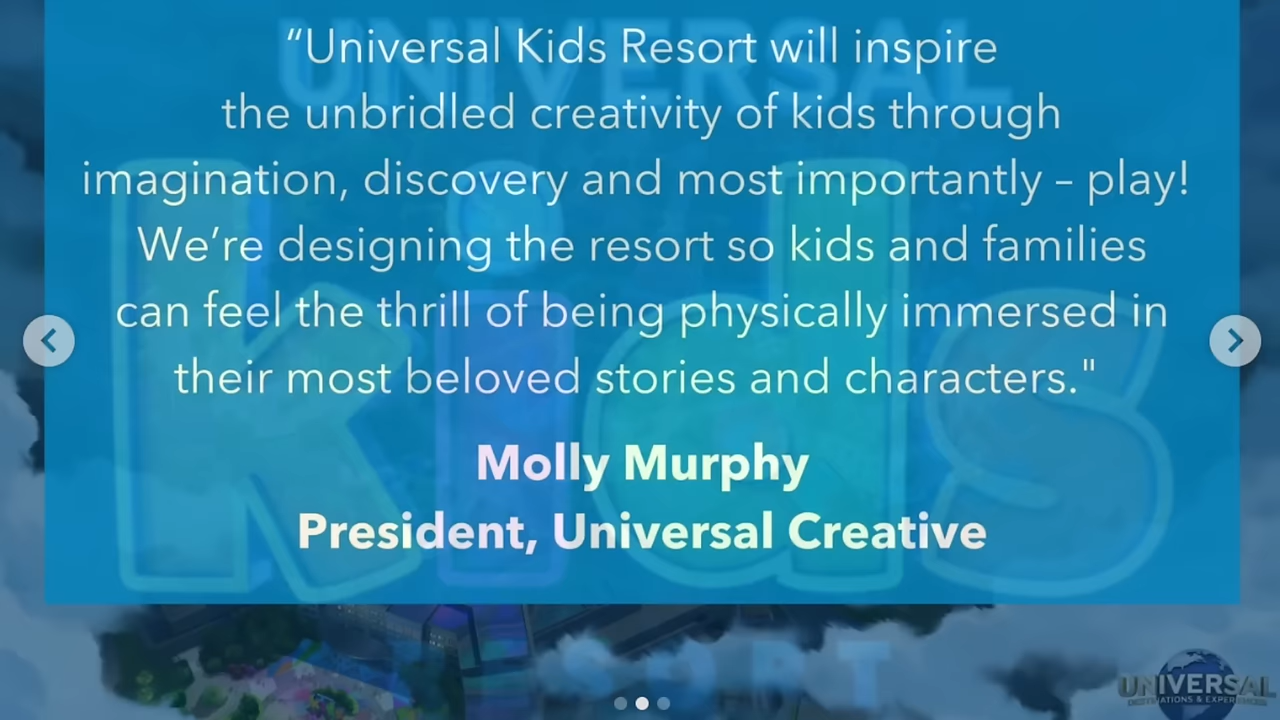 UNIVERSAL
kids
“Universal Kids Resort will inspire
the unbridled creativity of kids through
imagination, discovery and most importantly – play!
We’re designing the resort so kids and families
can feel the thrill of being physically immersed in
their most beloved stories and characters."
Molly Murphy
President, Universal Creative
UNIVERSAL